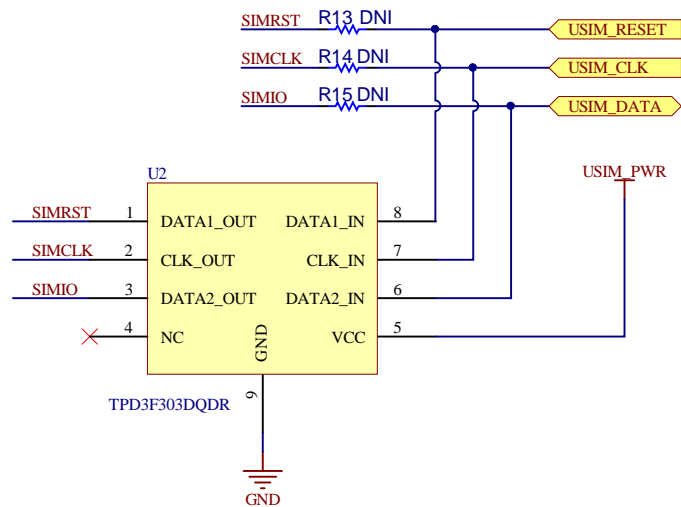 SIMRST R13 DNI USIM_RESET
SIMCLK R14 DNI USIM_CLK
SIMIO R15 DNI USIM_DATA
U2 USIM_PWR
SIMRST 1 DATA1_OUT DATA1_IN 8
SIMCLK 2 CLK_OUT CLK_IN 7
SIMIO 3 DATA2_OUT DATA2_IN 6
4 NC GND VCC 5
9
TPD3F303DQDR
GND